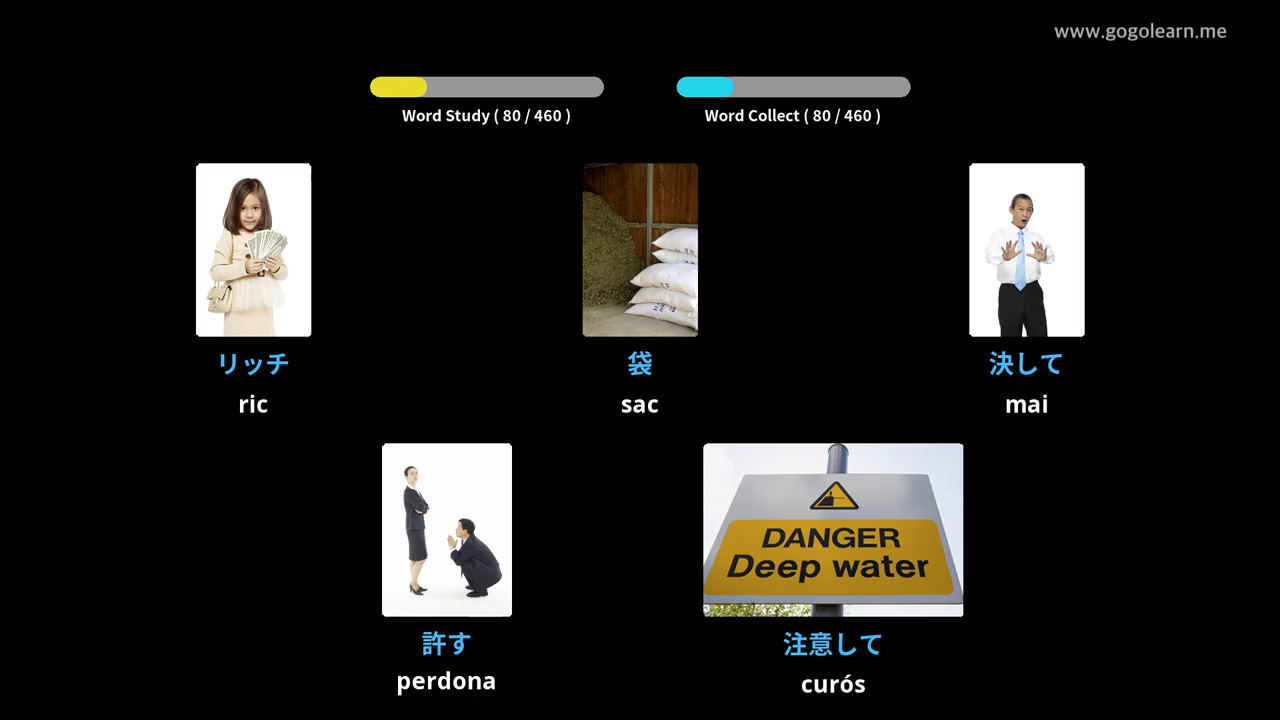 www.gogolearn.me
Word Study ( 80 / 460 )
Word Collect ( 80 / 460 )
リッチ
ric
袋
sac
決して
mai
許す
perdona
DANGER
Deep water
注意して
curós